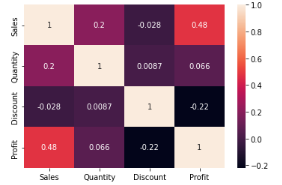 Sales 1 0.2 -0.028 0.48
Quantity 0.2 1 0.0087 0.066
Discount -0.028 0.0087 1 -0.22
Profit 0.48 0.066 -0.22 1
Sales Quantity Discount Profit
1.0
0.8
0.6
0.4
0.2
0.0
-0.2